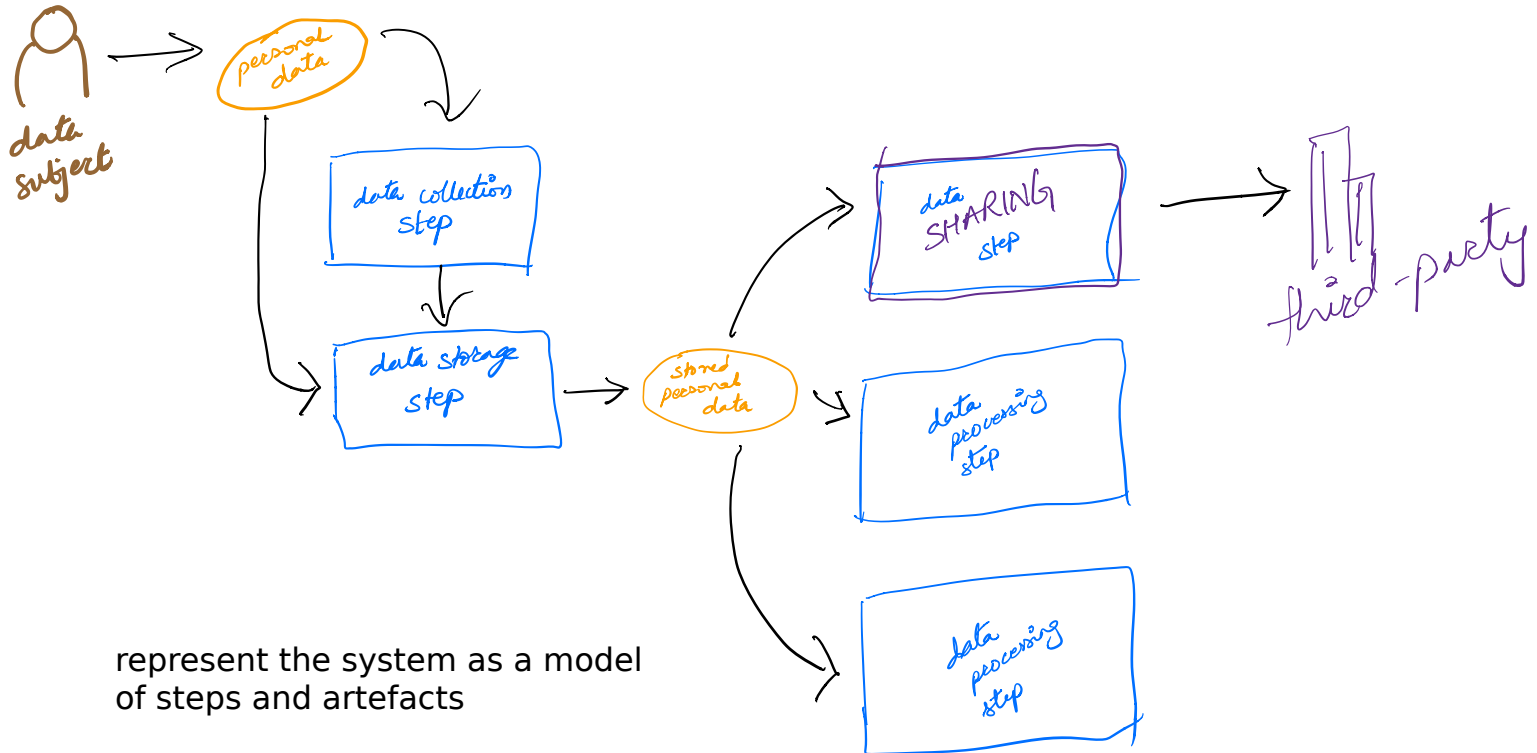 personal
data
data
subject
data collection
step
data storage
step
stored
personal
data
data
SHARING
step
third-party
data
processing
step
data
processing
step
represent the system as a model
of steps and artefacts